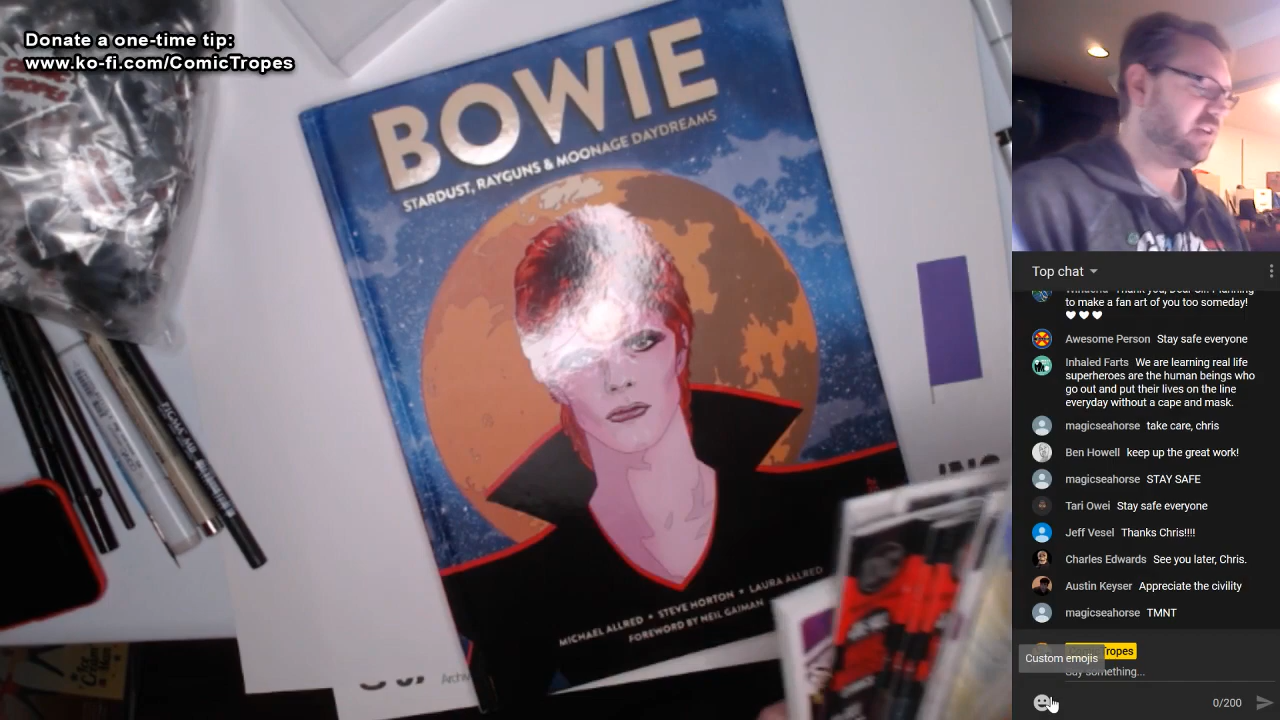 Donate a one-time tip:
www.ko-fi.com/ComicTropes
BOWIE
STARDUST, RAYGUNS & MOONAGE DAYDREAMS
MICHAEL ALLRED • STEVE HORTON • LAURA ALLRED
FOREWORD BY NEIL GAIMAN
Top chat
to make a fan art of you too someday!
Awesome Person Stay safe everyone
Inhaled Farts We are learning real life
superheroes are the human beings who
go out and put their lives on the line
everyday without a cape and mask.
magicseahorse take care, chris
Ben Howell keep up the great work!
magicseahorse STAY SAFE
Tari Owei Stay safe everyone
Jeff Vesel Thanks Chris!!!!
Charles Edwards See you later, Chris.
Austin Keyser Appreciate the civility
magicseahorse TMNT
Tropes
Custom emojis
Say something...
0/200